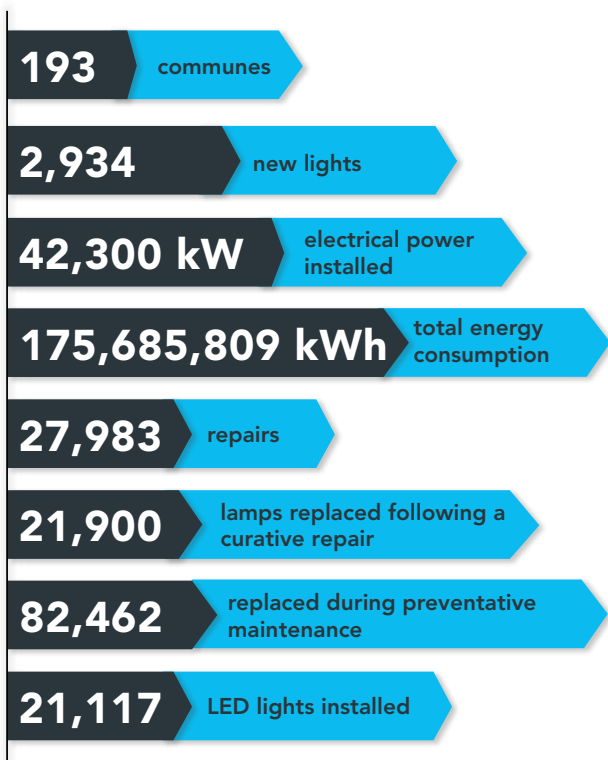 193 communes
2,934 new lights
42,300 kW electrical power
installed
175,685,809 kWh total energy
consumption
27,983 repairs
21,900 lamps replaced following a
curative repair
82,462 replaced during preventative
maintenance
21,117 LED lights installed